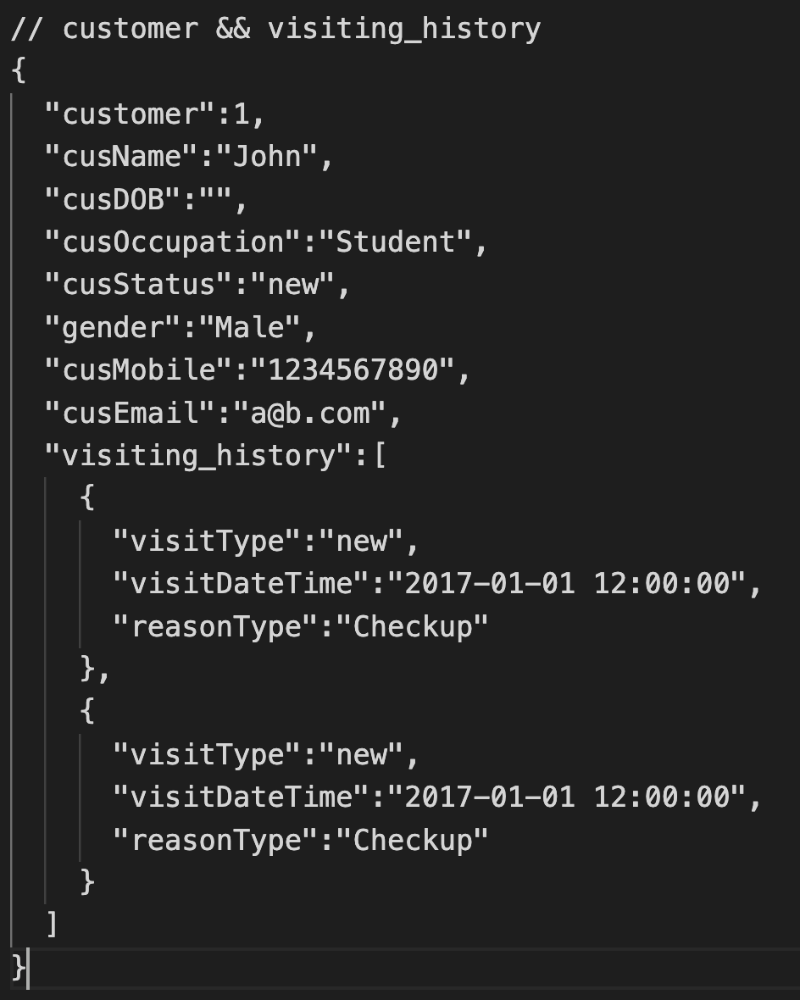 // customer && visiting_history
{
"customer":1,
"cusName":"John",
"cusDOB":"",
"cusOccupation":"Student",
"cusStatus":"new",
"gender":"Male",
"cusMobile":"1234567890",
"cusEmail":"a@b.com",
"visiting_history":[
{
"visitType":"new",
"visitDateTime":"2017-01-01 12:00:00",
"reasonType":"Checkup"
},
{
"visitType":"new",
"visitDateTime":"2017-01-01 12:00:00",
"reasonType":"Checkup"
}
]
}